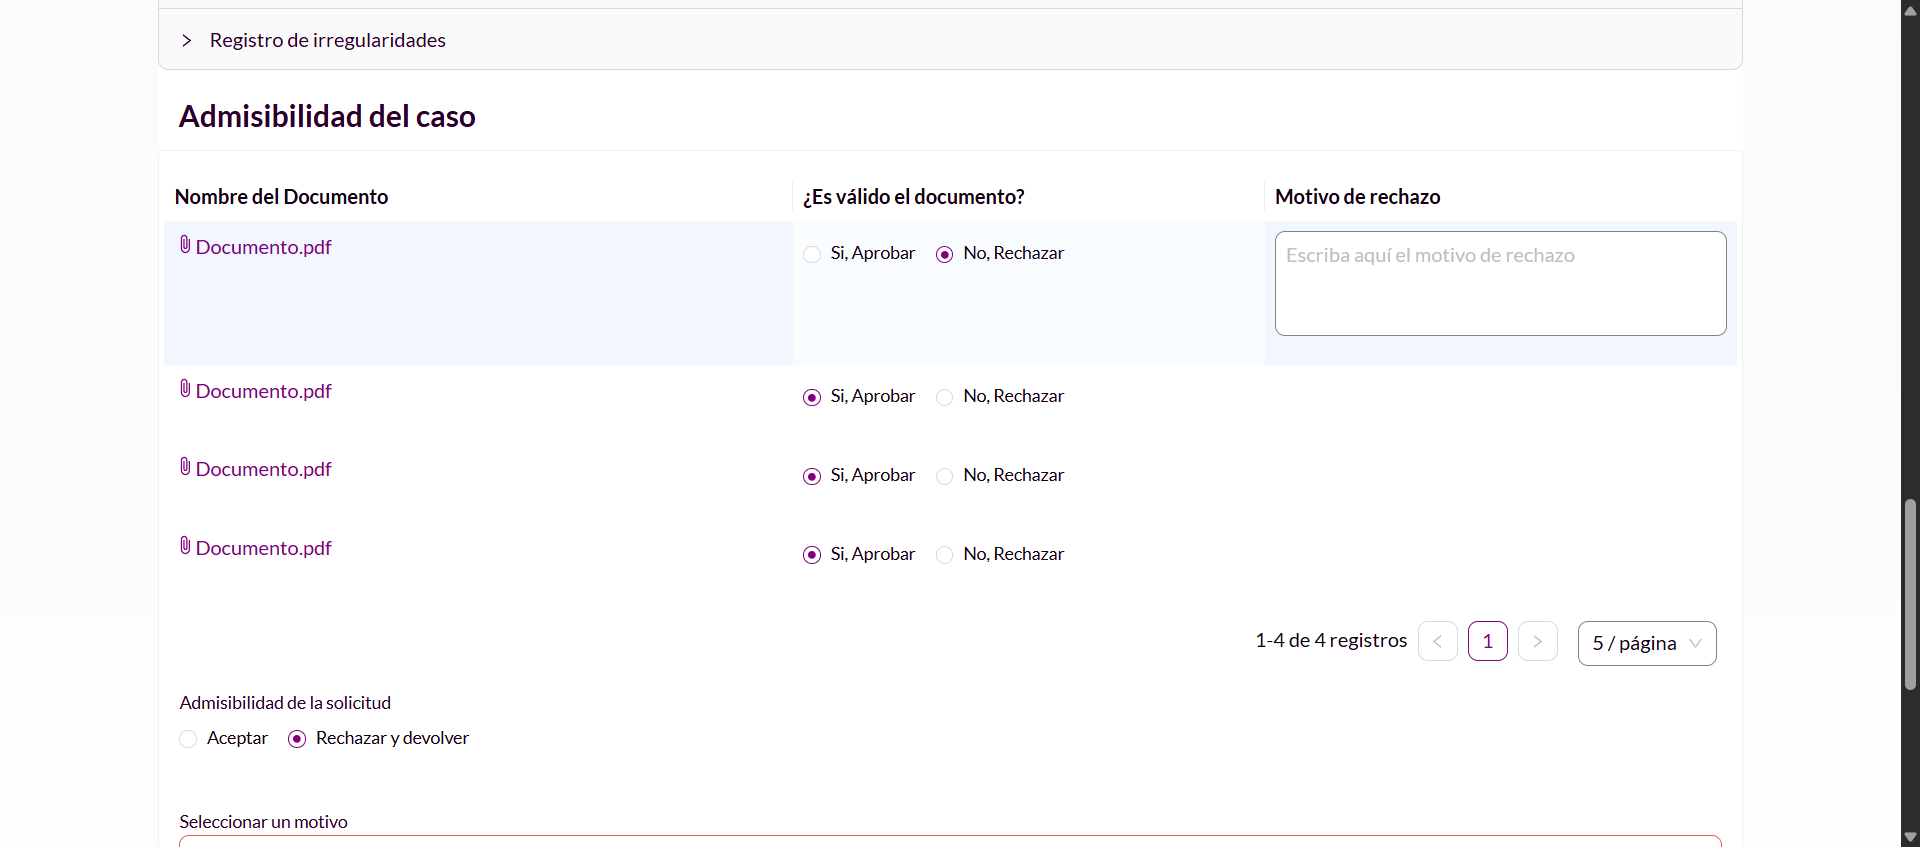 Registro de irregularidades
Admisibilidad del caso
Nombre del Documento ¿Es válido el documento? Motivo de rechazo
Documento.pdf Si, Aprobar No, Rechazar Escriba aquí el motivo de rechazo
Documento.pdf Si, Aprobar No, Rechazar
Documento.pdf Si, Aprobar No, Rechazar
Documento.pdf Si, Aprobar No, Rechazar
1-4 de 4 registros < 1 > 5 / página
Admisibilidad de la solicitud
Aceptar Rechazar y devolver
Seleccionar un motivo